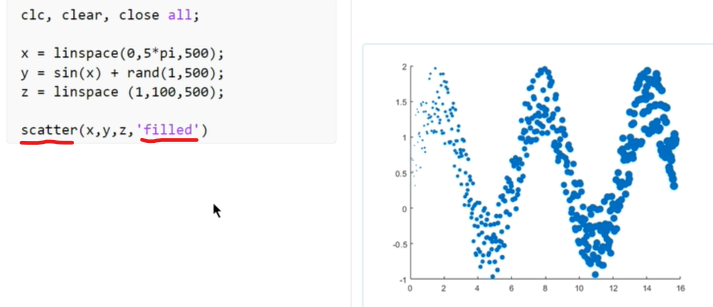 clc, clear, close all;
x = linspace(0,5*pi,500);
y = sin(x) + rand(1,500);
z = linspace (1,100,500);
scatter(x,y,z,'filled')
2
1.5
1
0.5
0
-0.5
-1
0 2 4 6 8 10 12 14 16